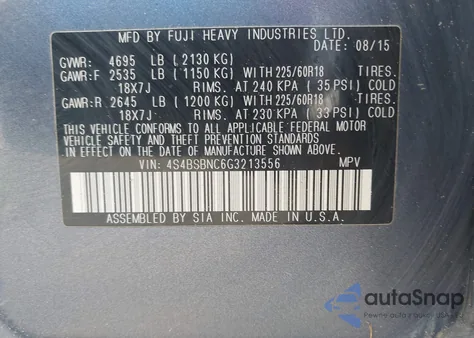 MFD BY FUJI HEAVY INDUSTRIES LTD.
DATE: 08/15
GVWR: 4695 LB (2130 KG)
GAWR:F 2535 LB (1150 KG) WITH 225/60R18 TIRES.
18X7J RIMS. AT 240 KPA (35 PSI) COLD
GAWR:R 2645 LB (1200 KG) WITH 225/60R18 TIRES.
18X7J RIMS. AT 230 KPA (33 PSI) COLD
THIS VEHICLE CONFORMS TO ALL APPLICABLE FEDERAL MOTOR
VEHICLE SAFETY STANDARDS IN EFFECT ON THE DATE
OF MANUFACTURE SHOWN ABOVE.
VIN: 4S4BSBNC6G3213556 MPV
ASSEMBLED BY SIA INC. MADE IN U.S.A.
autoSnap
Pewny auto z licytacji